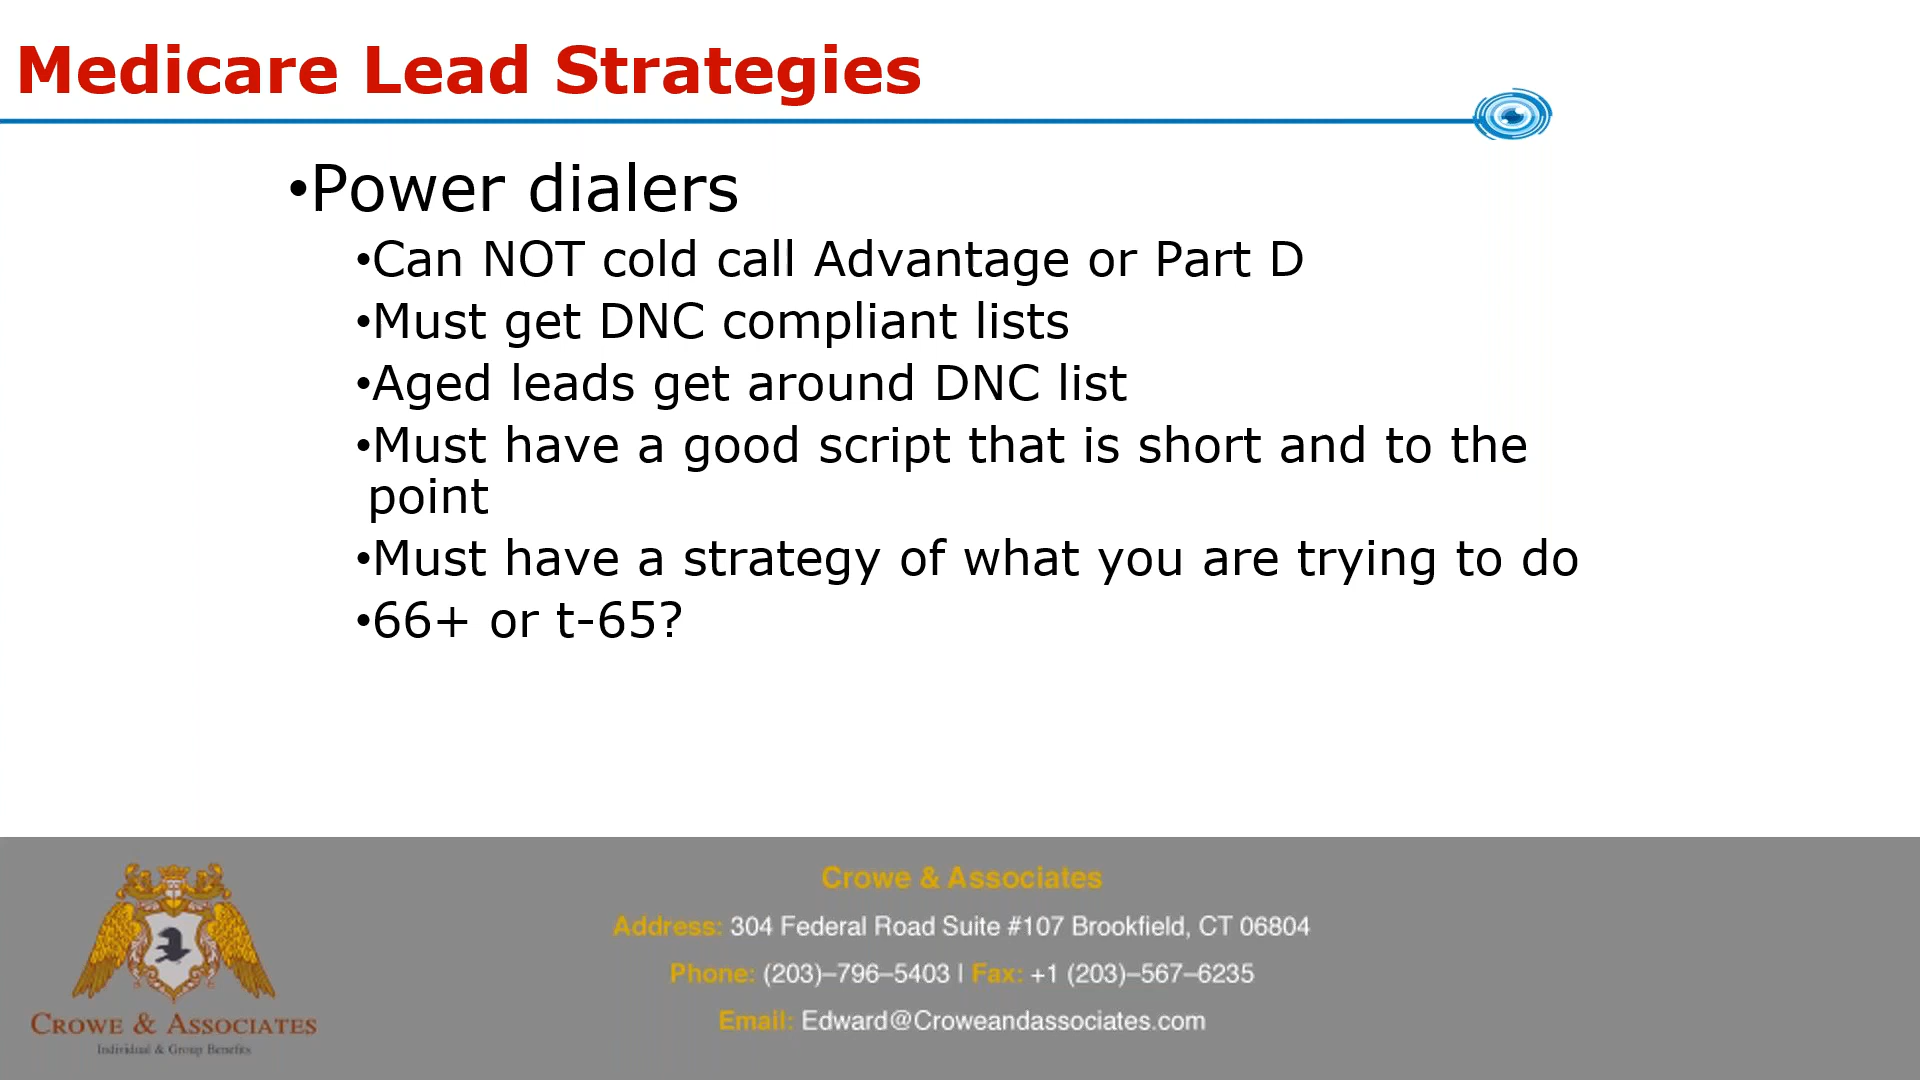 Medicare Lead Strategies
•Power dialers
•Can NOT cold call Advantage or Part D
•Must get DNC compliant lists
•Aged leads get around DNC list
•Must have a good script that is short and to the
point
•Must have a strategy of what you are trying to do
•66+ or t-65?
Crowe & Associates
Address: 304 Federal Road Suite #107 Brookfield, CT 06804
Phone: (203)–796–5403 | Fax: +1 (203)–567–6235
Email: Edward@Croweandassociates.com
CROWE & ASSOCIATES
Individual & Group Benefits